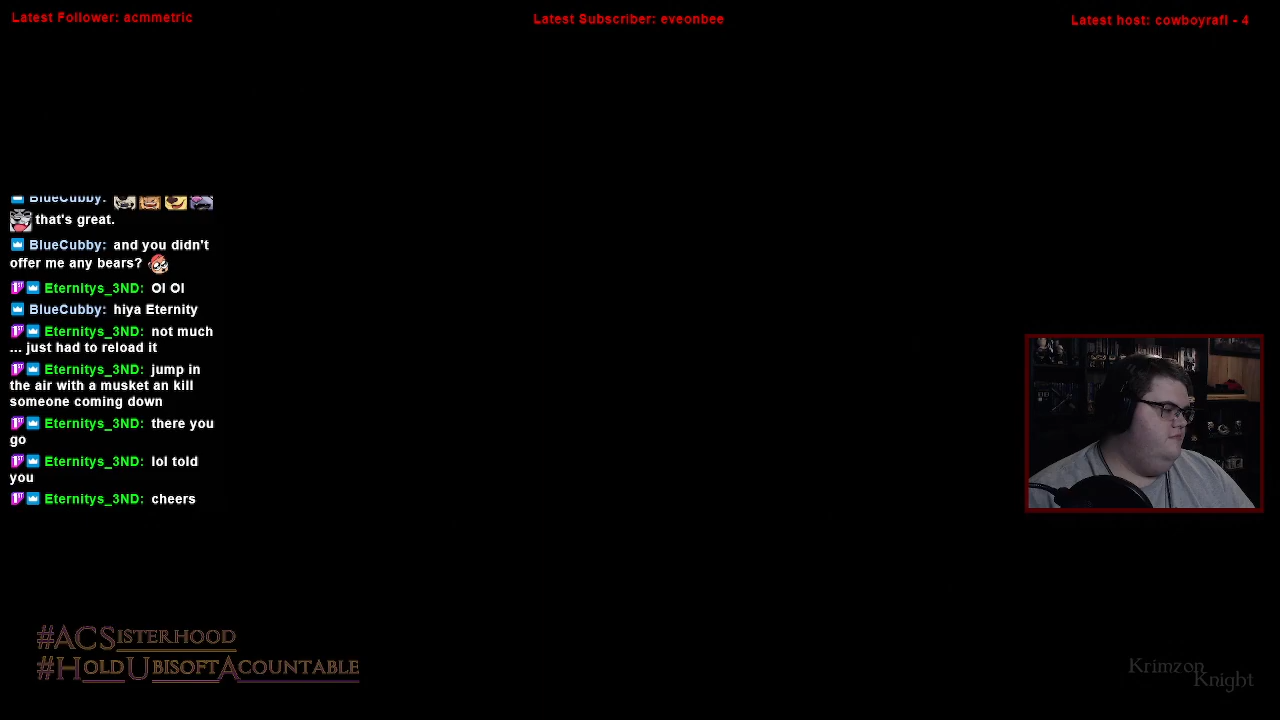 Latest Follower: acmmetric
Latest Subscriber: eveonbee
Latest host: cowboyrafl - 4
BlueCubby:
that's great.
BlueCubby: and you didn't
offer me any bears?
Eternitys_3ND: OI OI
BlueCubby: hiya Eternity
Eternitys_3ND: not much
... just had to reload it
Eternitys_3ND: jump in
the air with a musket an kill
someone coming down
Eternitys_3ND: there you
go
Eternitys_3ND: lol told
you
Eternitys_3ND: cheers
#ACSisterhood
#HoldUbisoftAcountable
Krimzon
Knight